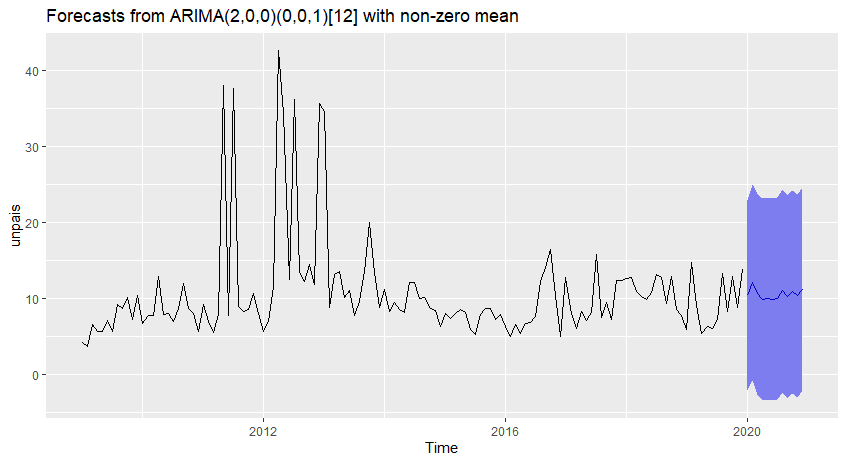 Forecasts from ARIMA(2,0,0)(0,0,1)[12] with non-zero mean
40
30
20
10
0
unpais
2012
2016
2020
Time